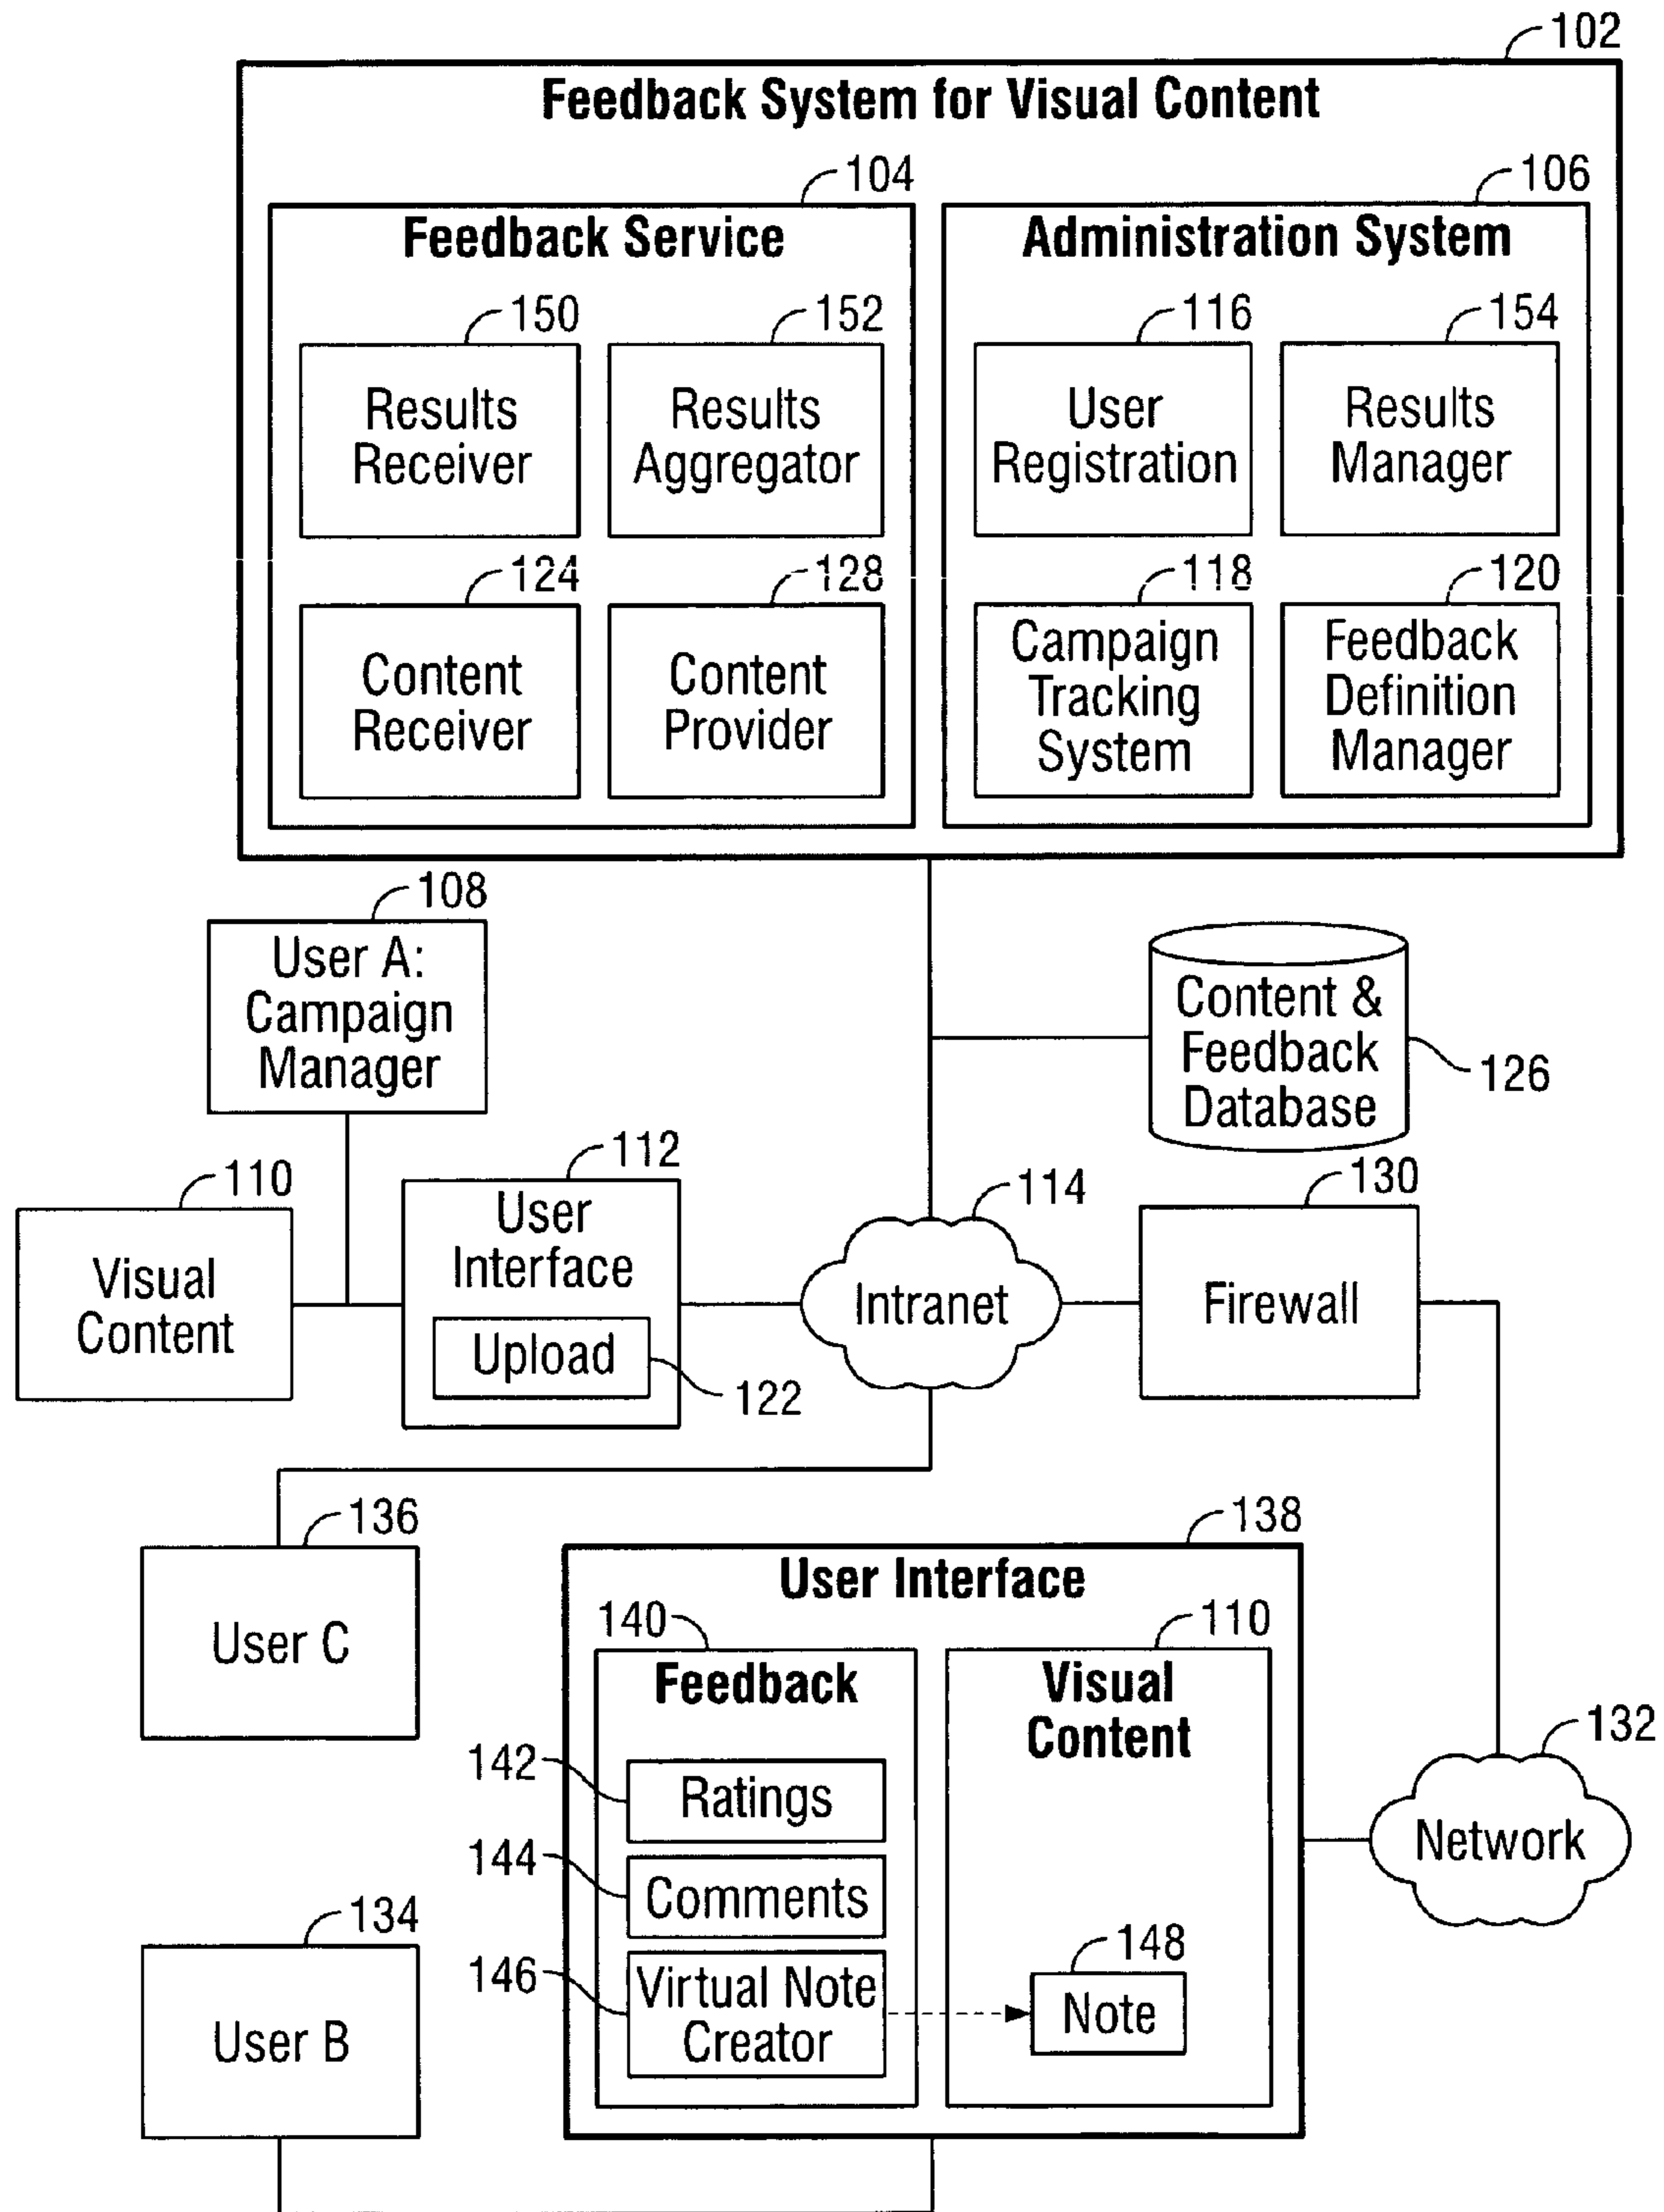 102
Feedback System for Visual Content
104
106
Feedback Service
Administration System
150
152
116
154
Results
Receiver
Results
Aggregator
User
Registration
Results
Manager
124
128
118
120
Content
Receiver
Content
Provider
Campaign
Tracking
System
Feedback
Definition
Manager
108
User A:
Campaign
Manager
Content &
Feedback
Database
126
110
Visual
Content
112
User
Interface
Upload
122
114
Intranet
130
Firewall
136
User C
138
User Interface
140
Feedback
110
Visual
Content
142
Ratings
144
Comments
146
Virtual Note
Creator
148
Note
132
Network
134
User B